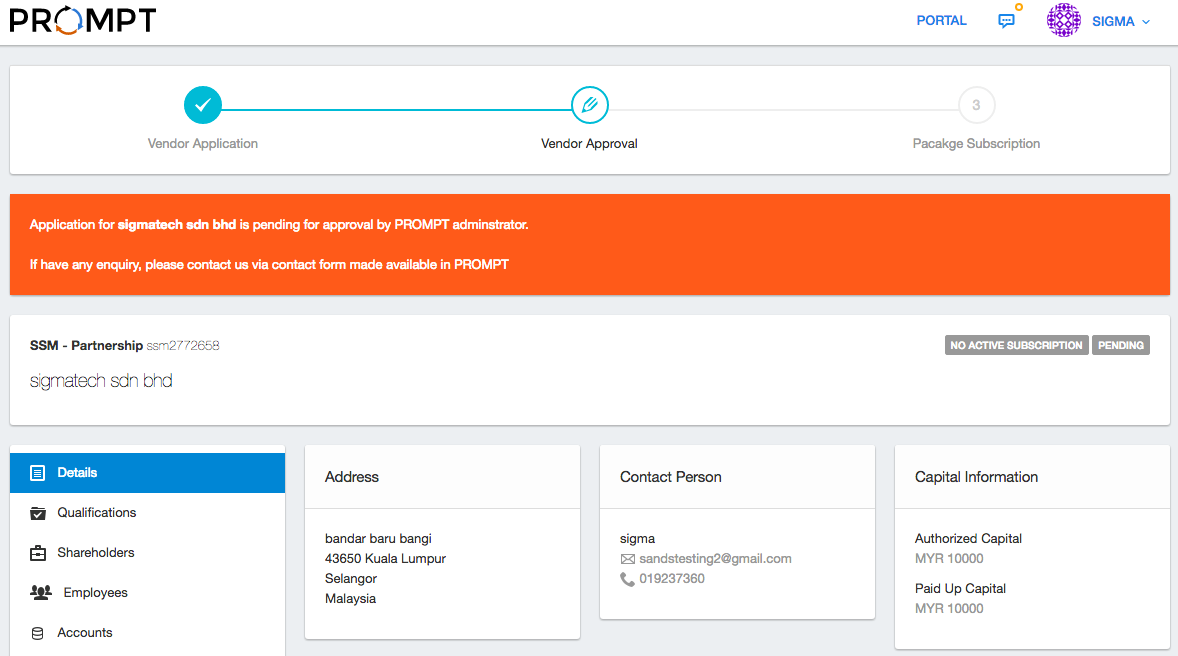 PROMPT
PORTAL
SIGMA
3
Vendor Application
Vendor Approval
Pacakge Subscription
Application for sigmatech sdn bhd is pending for approval by PROMPT adminstrator.
If have any enquiry, please contact us via contact form made available in PROMPT
SSM - Partnership ssm2772658
NO ACTIVE SUBSCRIPTION PENDING
sigmatech sdn bhd
Details
Qualifications
Shareholders
Employees
Accounts
Address
bandar baru bangi
43650 Kuala Lumpur
Selangor
Malaysia
Contact Person
sigma
sandstesting2@gmail.com
019237360
Capital Information
Authorized Capital
MYR 10000
Paid Up Capital
MYR 10000